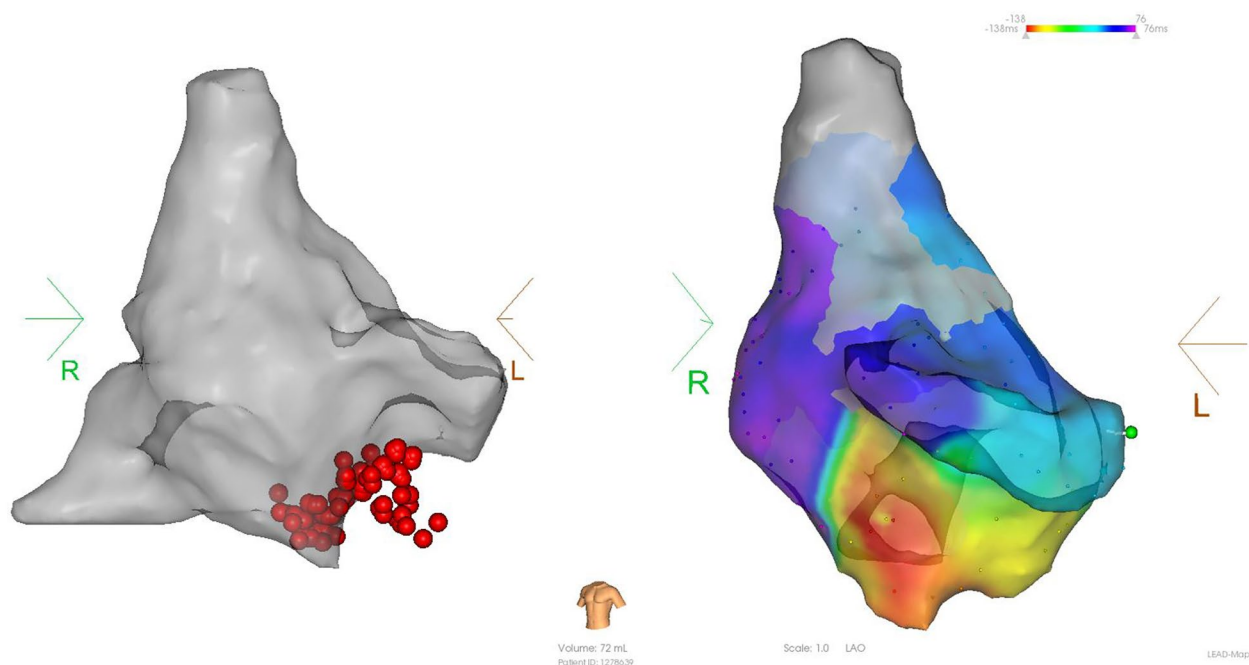 -138 76
-138ms 76ms
R L
R L
Volume: 72 mL Scale: 1.0 LAO
Patient ID: 1278639
LEAD-Map